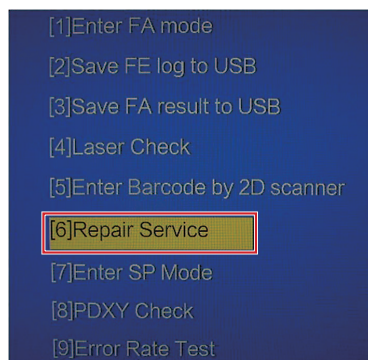 [1]Enter FA mode
[2]Save FE log to USB
[3]Save FA result to USB
[4]Laser Check
[5]Enter Barcode by 2D scanner
[6]Repair Service
[7]Enter SP Mode
[8]PDXY Check
[9]Error Rate Test